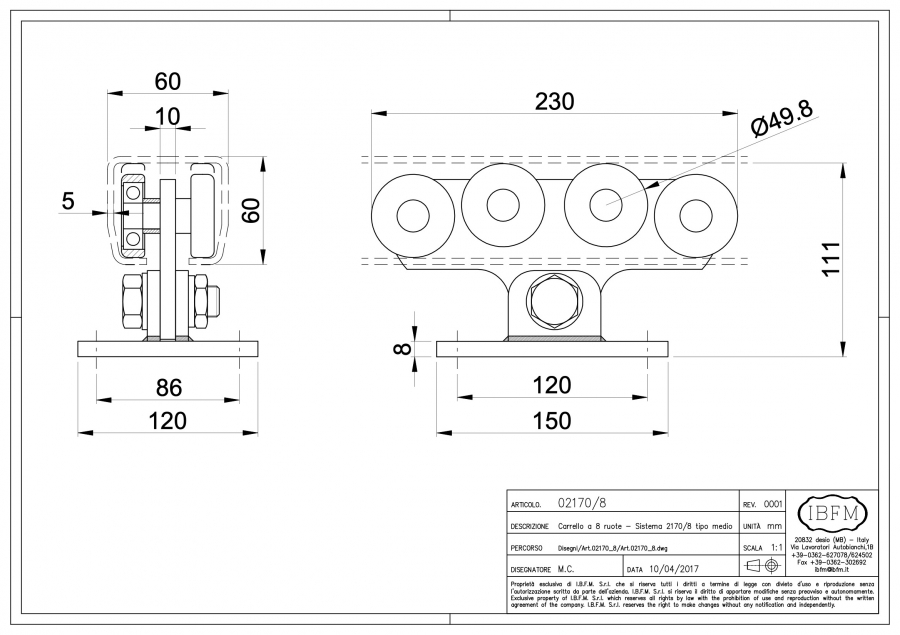 60
10
5
60
86
120
230
Ø49.8
111
8
120
150
ARTICOLO. 02170/8 REV. 0001
DESCRIZIONE Carrello a 8 ruote – Sistema 2170/8 tipo medio UNITÀ mm
PERCORSO Disegni/Art.02170_8/Art.02170_8.dwg SCALA 1:1
DISEGNATORE M.C. DATA 10/04/2017
IBFM
20832 desio (MB) – Italy
Via Lavoratori Autobianchi,18
+39-0362-627078/624502
Fax +39-0362-302692
ibfm@ibfm.it
Proprietà esclusiva di I.B.F.M. S.r.l. che si riserva tutti i diritti a termine di legge con divieto d'uso e riproduzione senza
l'autorizzazione scritta da parte dell'azienda. I.B.F.M. S.r.l. si riserva il diritto di apportare modifiche senza preavviso e autonomamente.
Exclusive property of I.B.F.M. S.r.l. which reserves all rights by law with the prohibition of use and reproduction without the written
agreement of the company. I.B.F.M. S.r.l. reserves the right to make changes without any notification and independently.